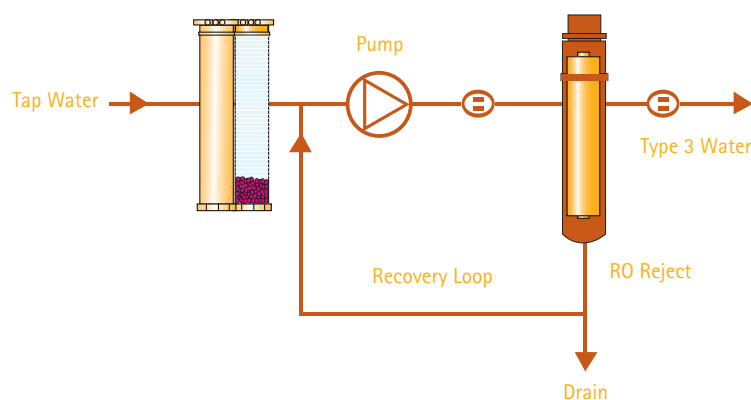 Pump
Tap Water
Type 3 Water
Recovery Loop
RO Reject
Drain